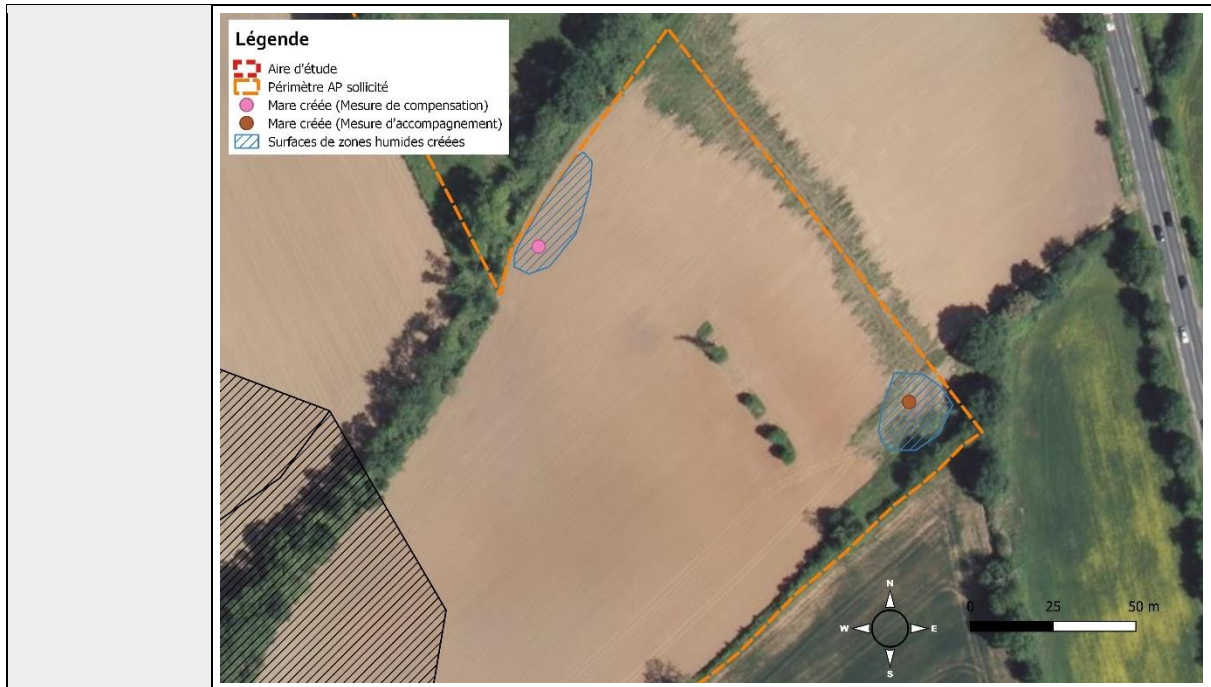 Légende
Aire d'étude
Périmètre AP sollicité
Mare créée (Mesure de compensation)
Mare créée (Mesure d'accompagnement)
Surfaces de zones humides créées
N
W
E
S
0 25 50 m